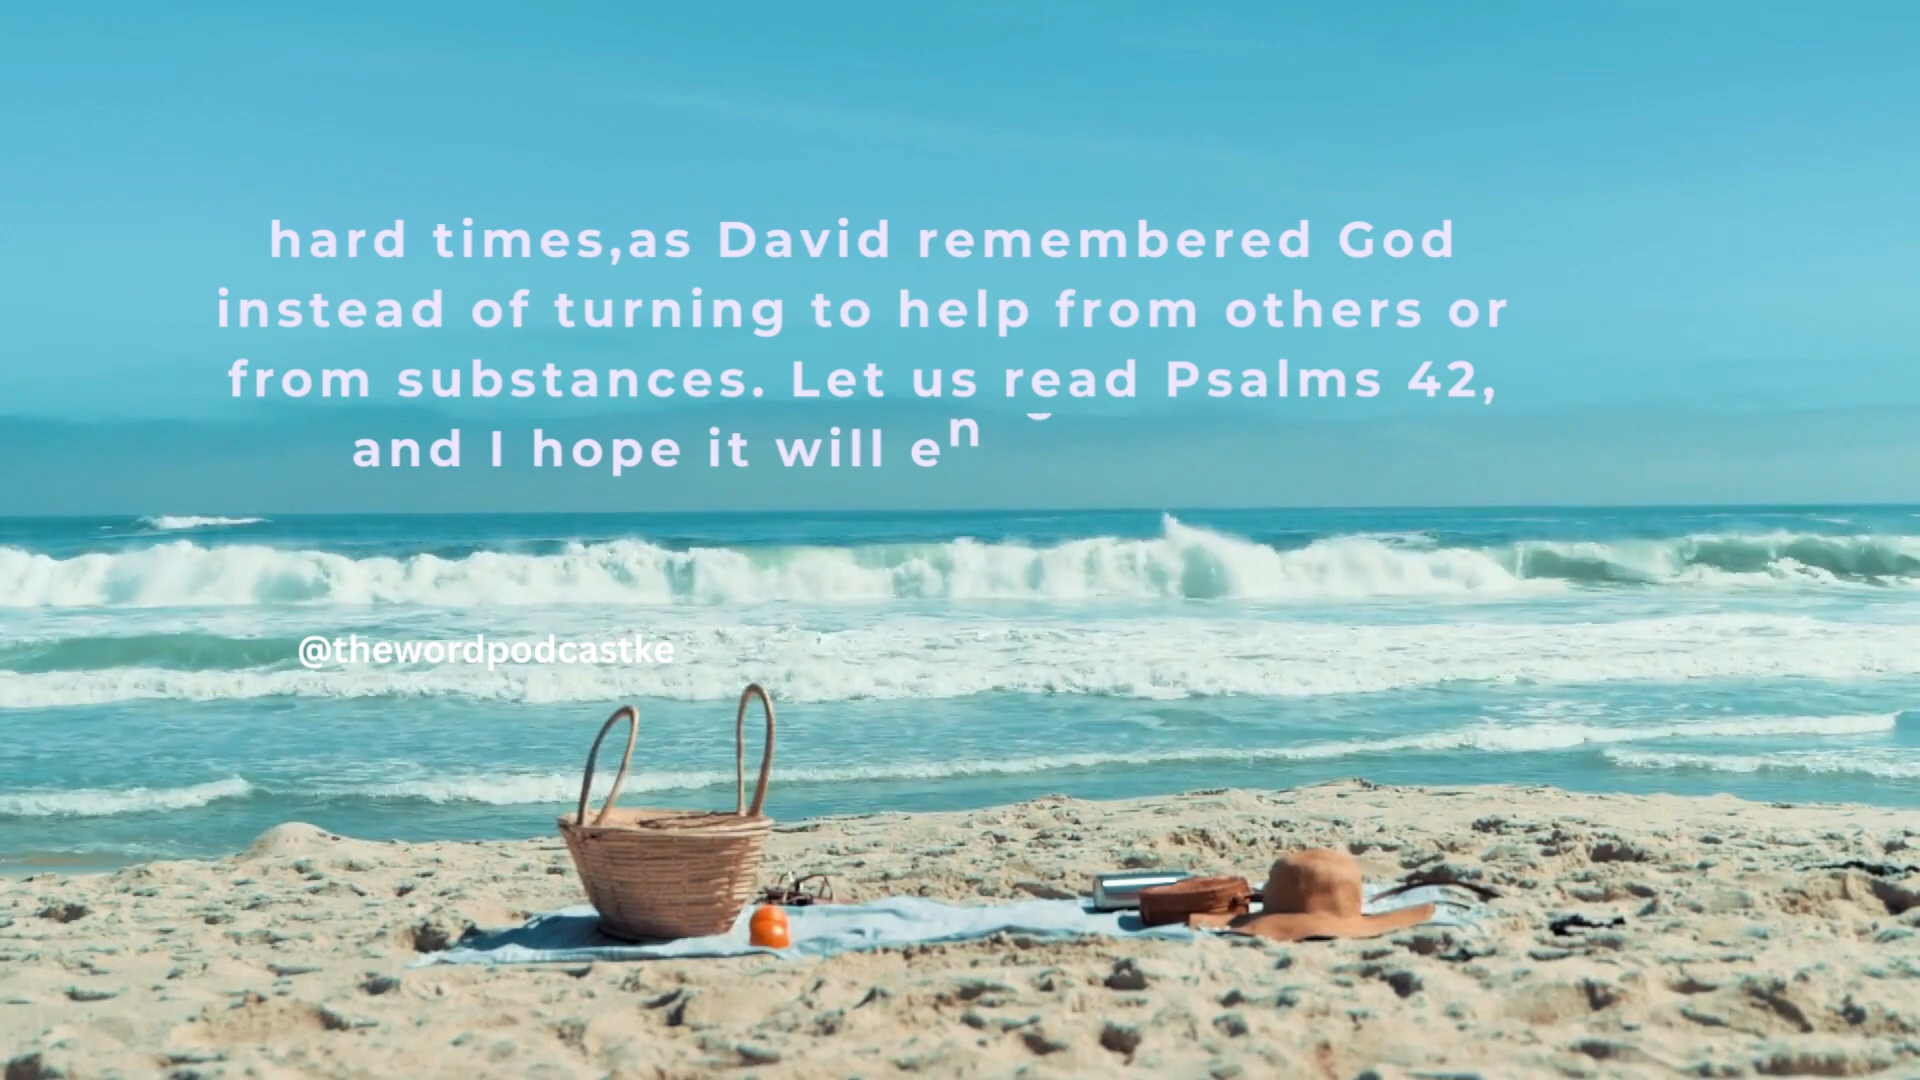 hard times,as David remembered God
instead of turning to help from others or
from substances. Let us read Psalms 42,
and I hope it will en
@thewordpodcastke